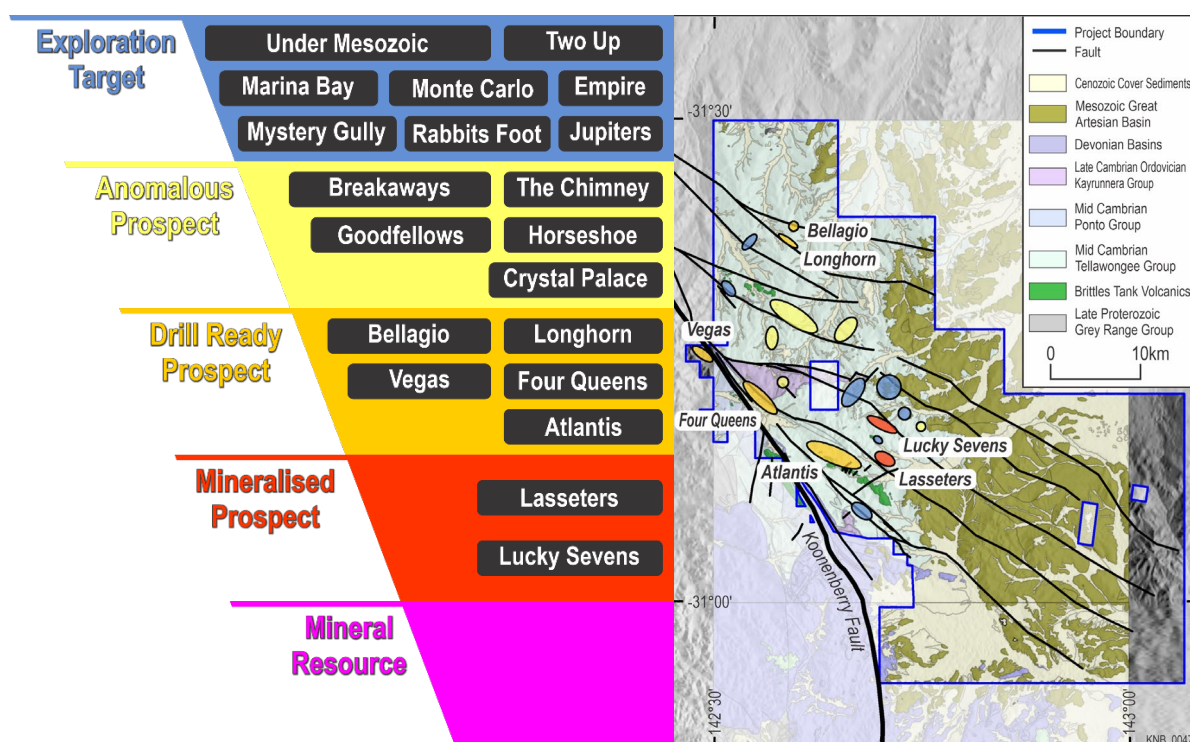 Exploration
Target
Under Mesozoic
Two Up
Marina Bay
Monte Carlo
Empire
Mystery Gully
Rabbits Foot
Jupiters
Anomalous
Prospect
Breakaways
The Chimney
Goodfellows
Horseshoe
Crystal Palace
Drill Ready
Prospect
Bellagio
Longhorn
Vegas
Four Queens
Atlantis
Mineralised
Prospect
Lasseters
Lucky Sevens
Mineral
Resource
-31°30'
Bellagio
Longhorn
Vegas
Four Queens
Lucky Sevens
Atlantis
Lasseters
Koonenberry Fault
-31°00'
142°30'
143°00'
Project Boundary
Fault
Cenozoic Cover Sediments
Mesozoic Great
Artesian Basin
Devonian Basins
Late Cambrian Ordovician
Kayrunnera Group
Mid Cambrian
Ponto Group
Mid Cambrian
Tellawongee Group
Brittles Tank Volcanics
Late Proterozoic
Grey Range Group
0 10km